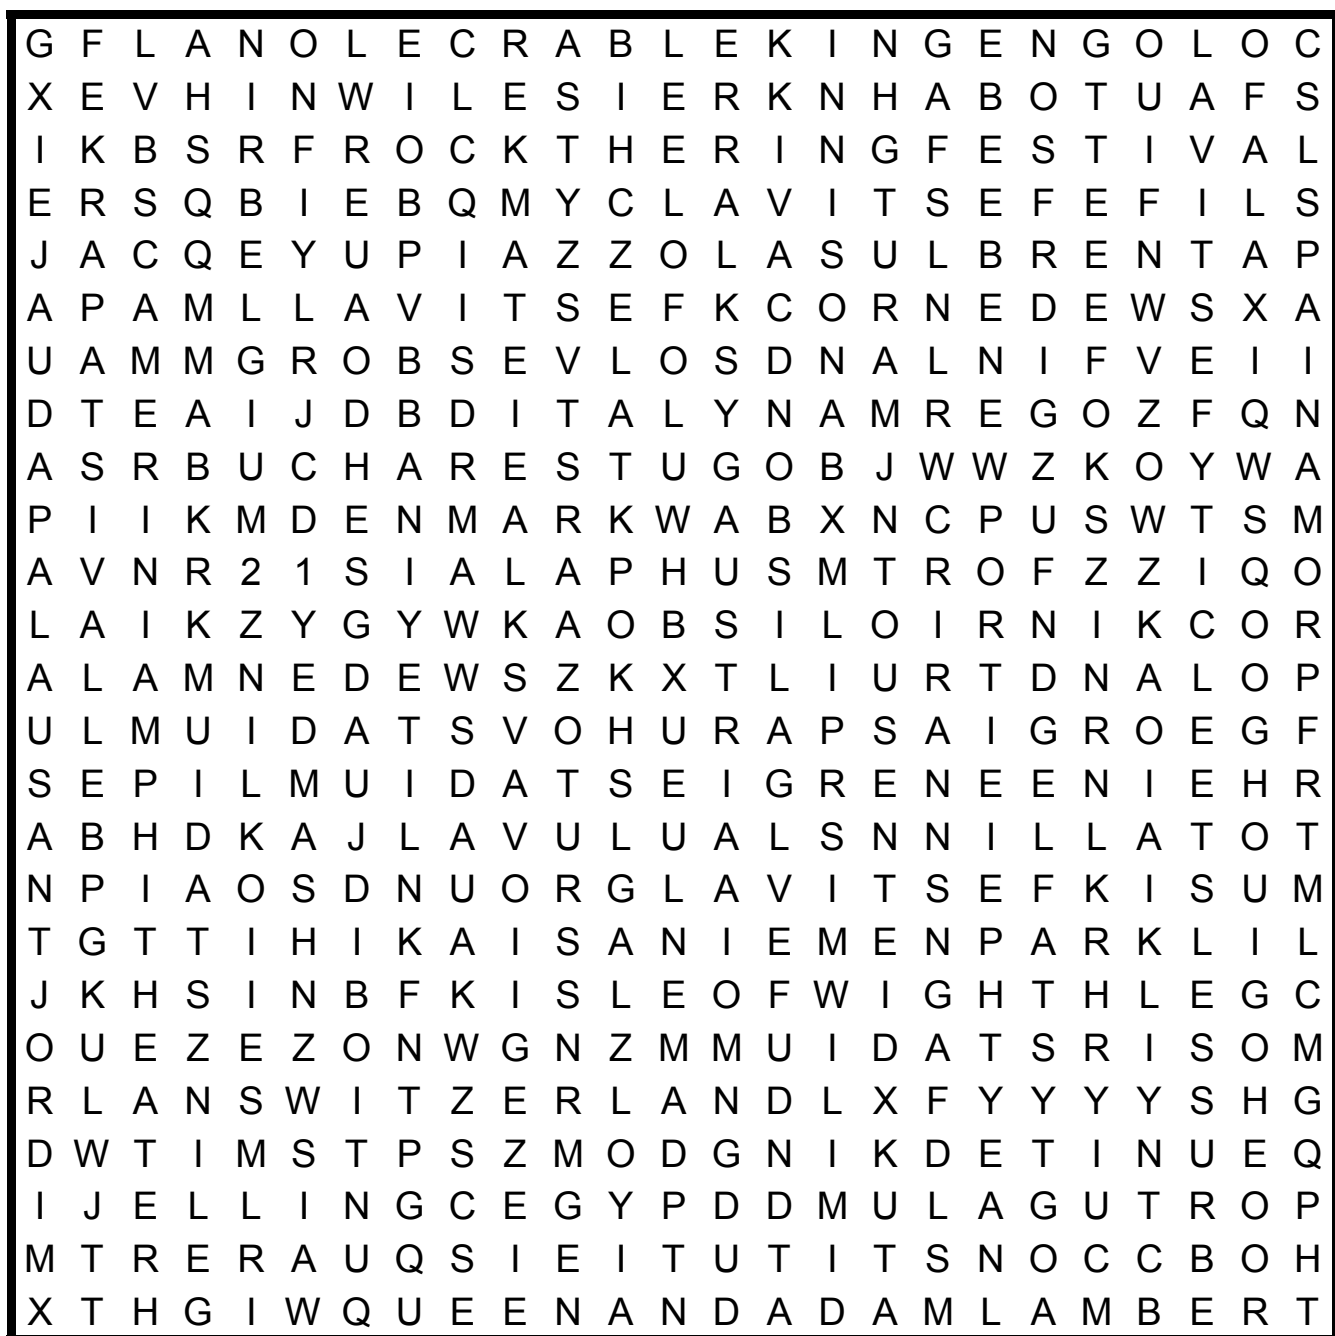 G F L A N O L E C R A B L E K I N G E N G O L O C
X E V H I N W I L E S I E R K N H A B O T U A F S
I K B S R F R O C K T H E R I N G F E S T I V A L
E R S Q B I E B Q M Y C L A V I T S E F E F I L S
J A C Q E Y U P I A Z Z O L A S U L B R E N T A P
A P A M L L A V I T S E F K C O R N E D E W S X A
U A M M G R O B S E V L O S D N A L N I F V E I I
D T E A I J D B D I T A L Y N A M R E G O Z F Q N
A S R B U C H A R E S T U G O B J W W Z K O Y W A
P I I K M D E N M A R K W A B X N C P U S W T S M
A V N R 2 1 S I A L A P H U S M T R O F Z Z I Q O
L A I K Z Y G Y W K A O B S I L O I R N I K C O R
A L A M N E D E W S Z K X T L I U R T D N A L O P
U L M U I D A T S V O H U R A P S A I G R O E G F
S E P I L M U I D A T S E I G R E N E E N I E H R
A B H D K A J L A V U L U A L S N N I L L A T O T
N P I A O S D N U O R G L A V I T S E F K I S U M
T G T T I H I K A I S A N I E M E N P A R K L I L
J K H S I N B F K I S L E O F W I G H T H L E G C
O U E Z E Z O N W G N Z M M U I D A T S R I S O M
R L A N S W I T Z E R L A N D L X F Y Y Y Y S H G
D W T I M S T P S Z M O D G N I K D E T I N U E Q
I J E L L I N G C E G Y P D D M U L A G U T R O P
M T R E R A U Q S I E I T U T I T S N O C C B O H
X T H G I W Q U E E N A N D A D A M L A M B E R T